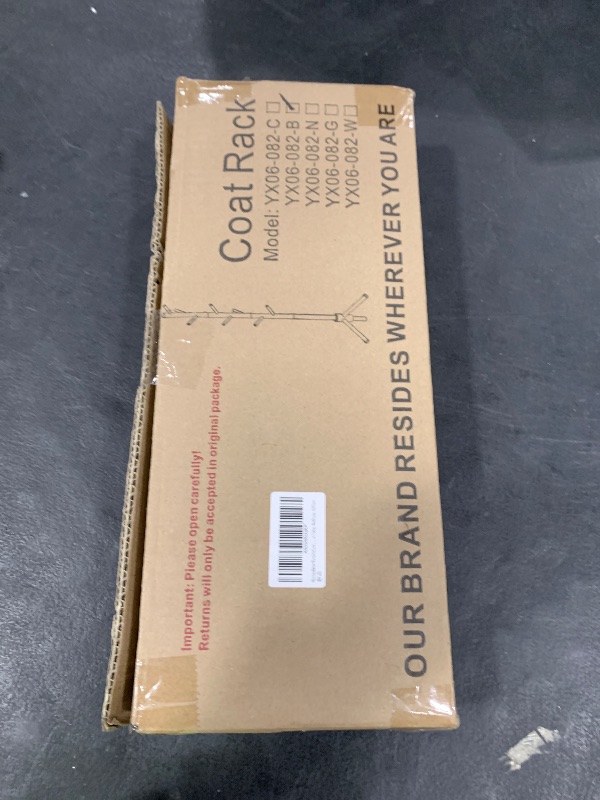 Coat Rack
Model: YX06-082-C ☐
YX06-082-B ☑
YX06-082-N ☐
YX06-082-G ☐
YX06-082-W ☐
OUR BRAND RESIDES WHEREVER YOU ARE
Important: Please open carefully!
Returns will only be accepted in original package.